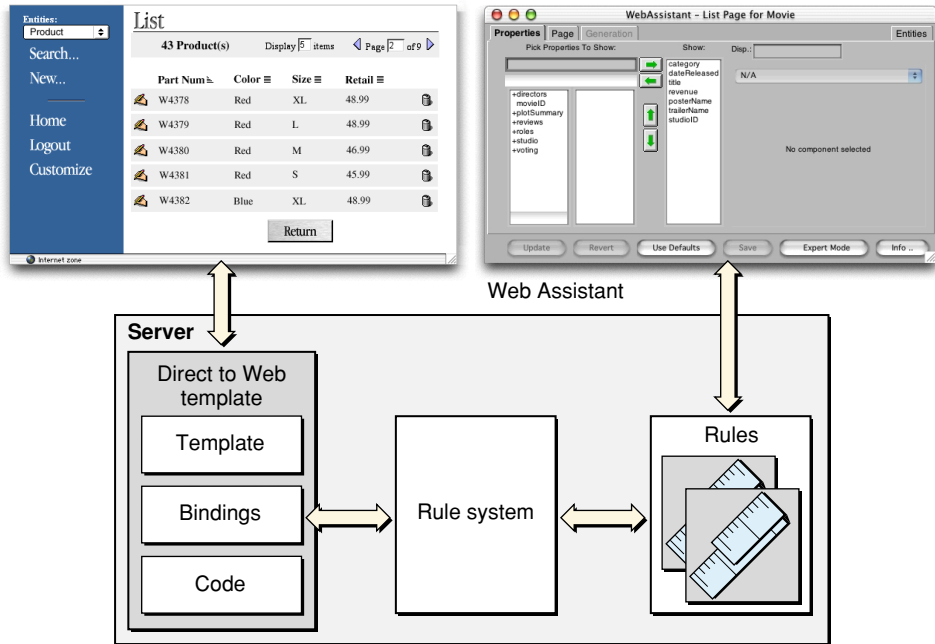 Entities:
Product
Search...
New...
Home
Logout
Customize
List
43 Product(s) Display 5 items Page 2 of 9
Part Num Color Size Retail
W4378 Red XL 48.99
W4379 Red L 48.99
W4380 Red M 46.99
W4381 Red S 45.99
W4382 Blue XL 48.99
Return
Internet zone
WebAssistant - List Page for Movie
Properties Page Generation Entities
Pick Properties To Show: Show: Disp.:
+directors
movieID
+plotSummary
+reviews
+roles
+studio
+voting
category
dateReleased
title
revenue
posterName
trailerName
studioID
N/A
No component selected
Update Revert Use Defaults Save Expert Mode Info ..
Web Assistant
Server
Direct to Web
template
Template
Bindings
Code
Rule system
Rules